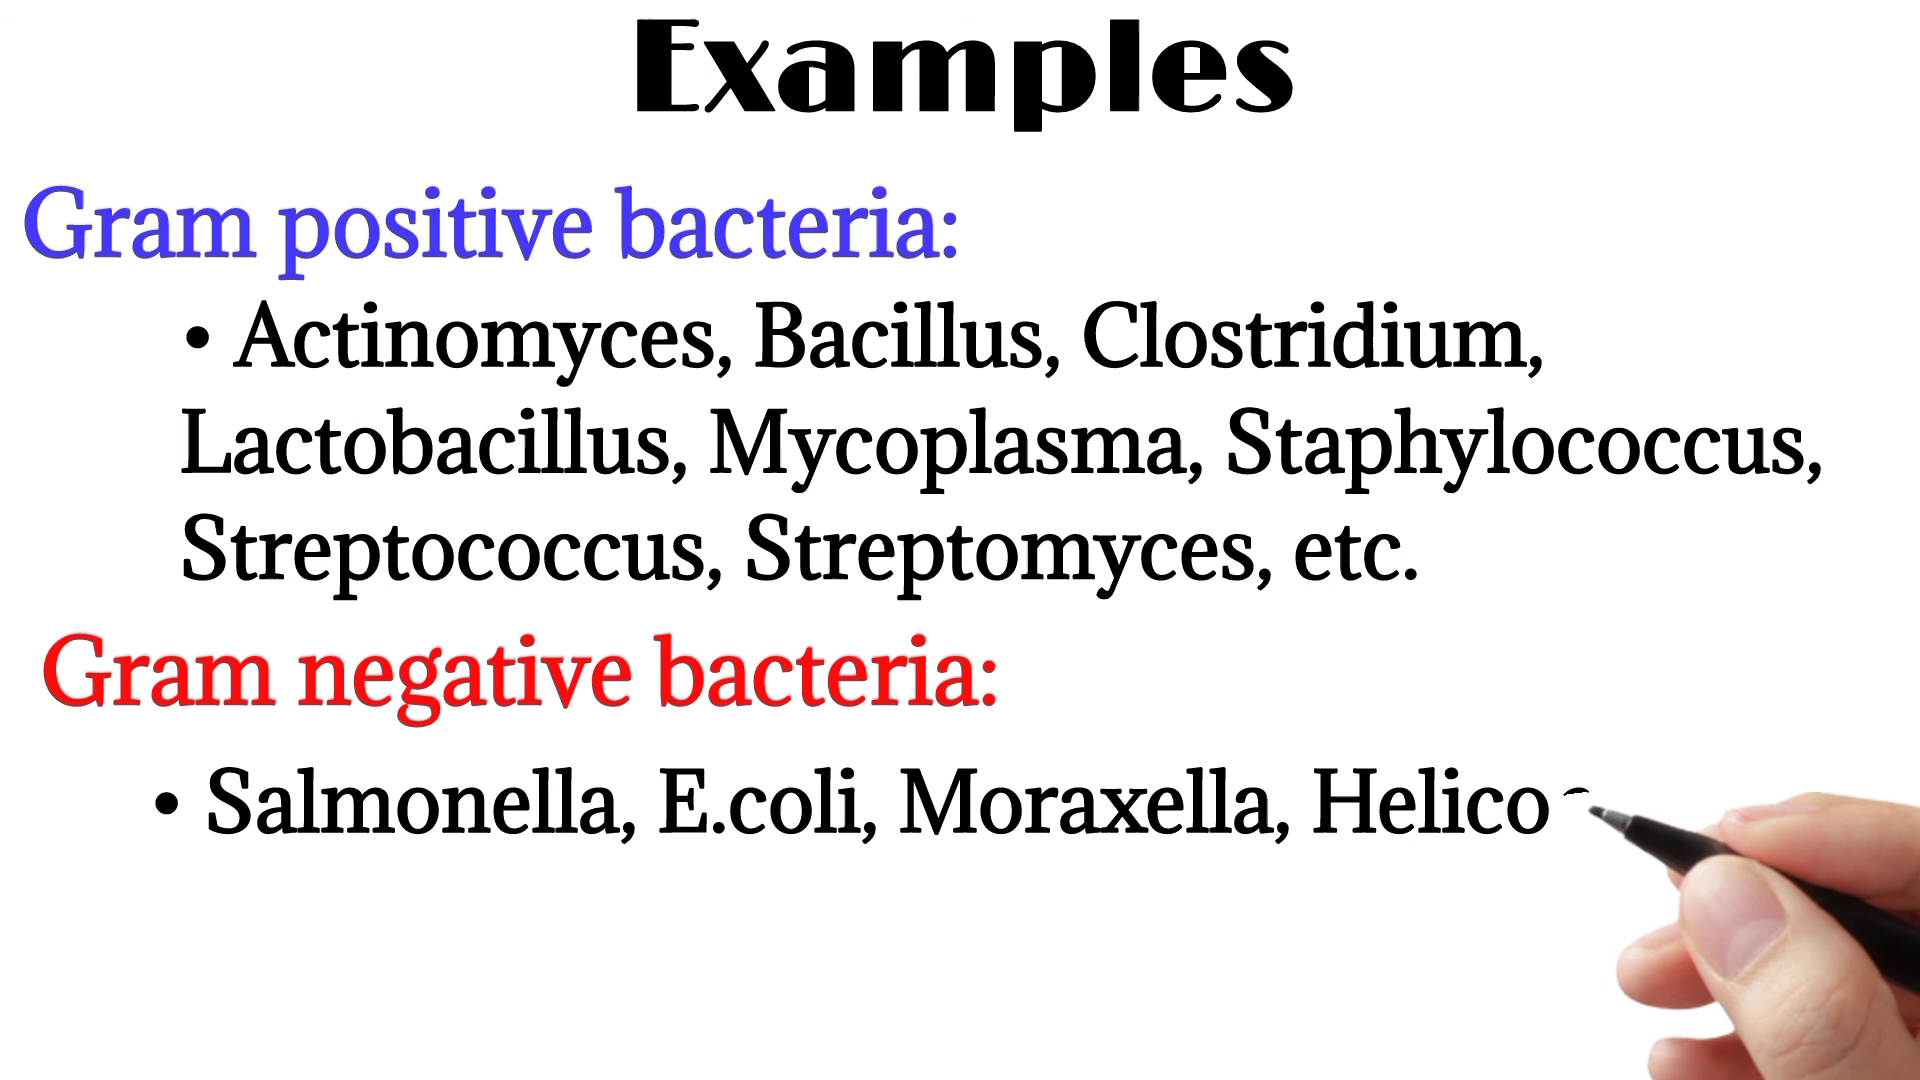 Examples
Gram positive bacteria:
• Actinomyces, Bacillus, Clostridium,
Lactobacillus, Mycoplasma, Staphylococcus,
Streptococcus, Streptomyces, etc.
Gram negative bacteria:
• Salmonella, E.coli, Moraxella, Helico